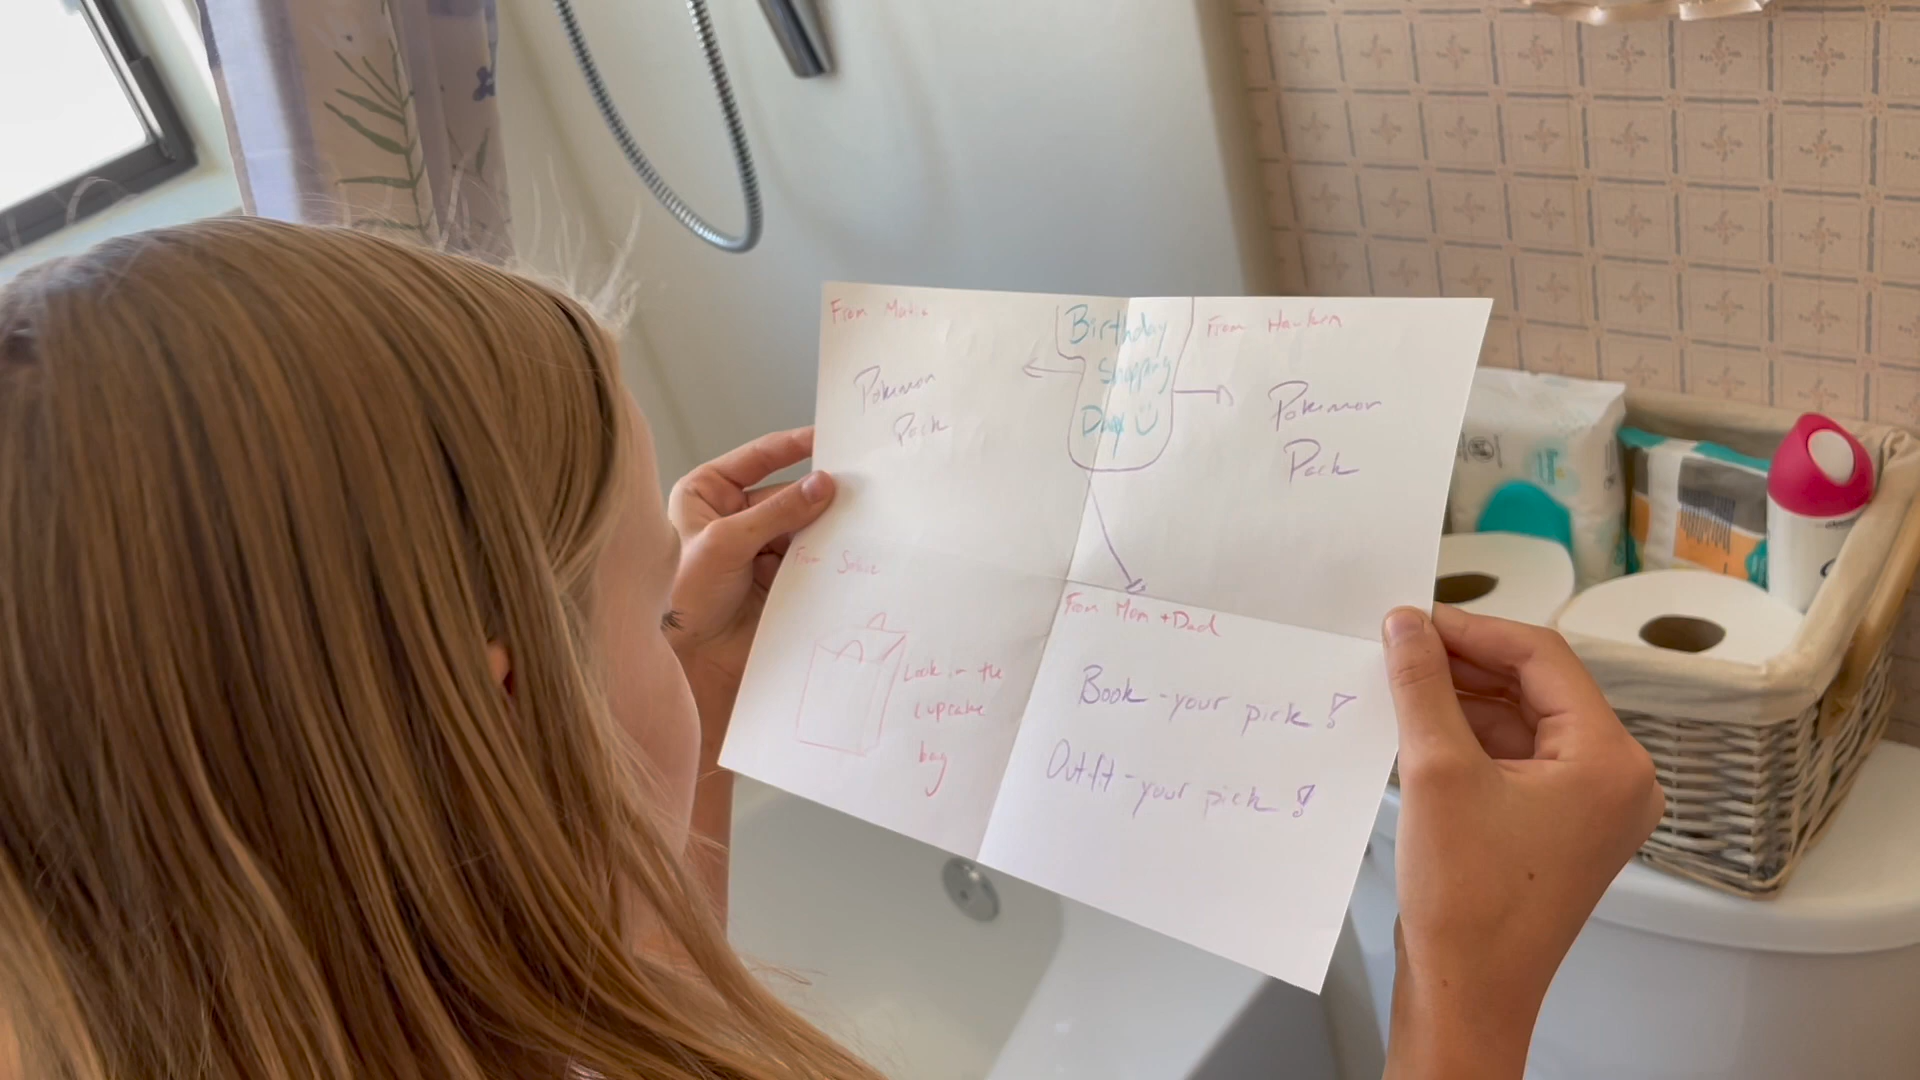 From
Pokemon
Pack
Birthday
Shopping
Day
From
Pokemon
Pack
From
Look in the
cupcake
bag
From Mom + Dad
Book - your pick!
Outfit - your pick!